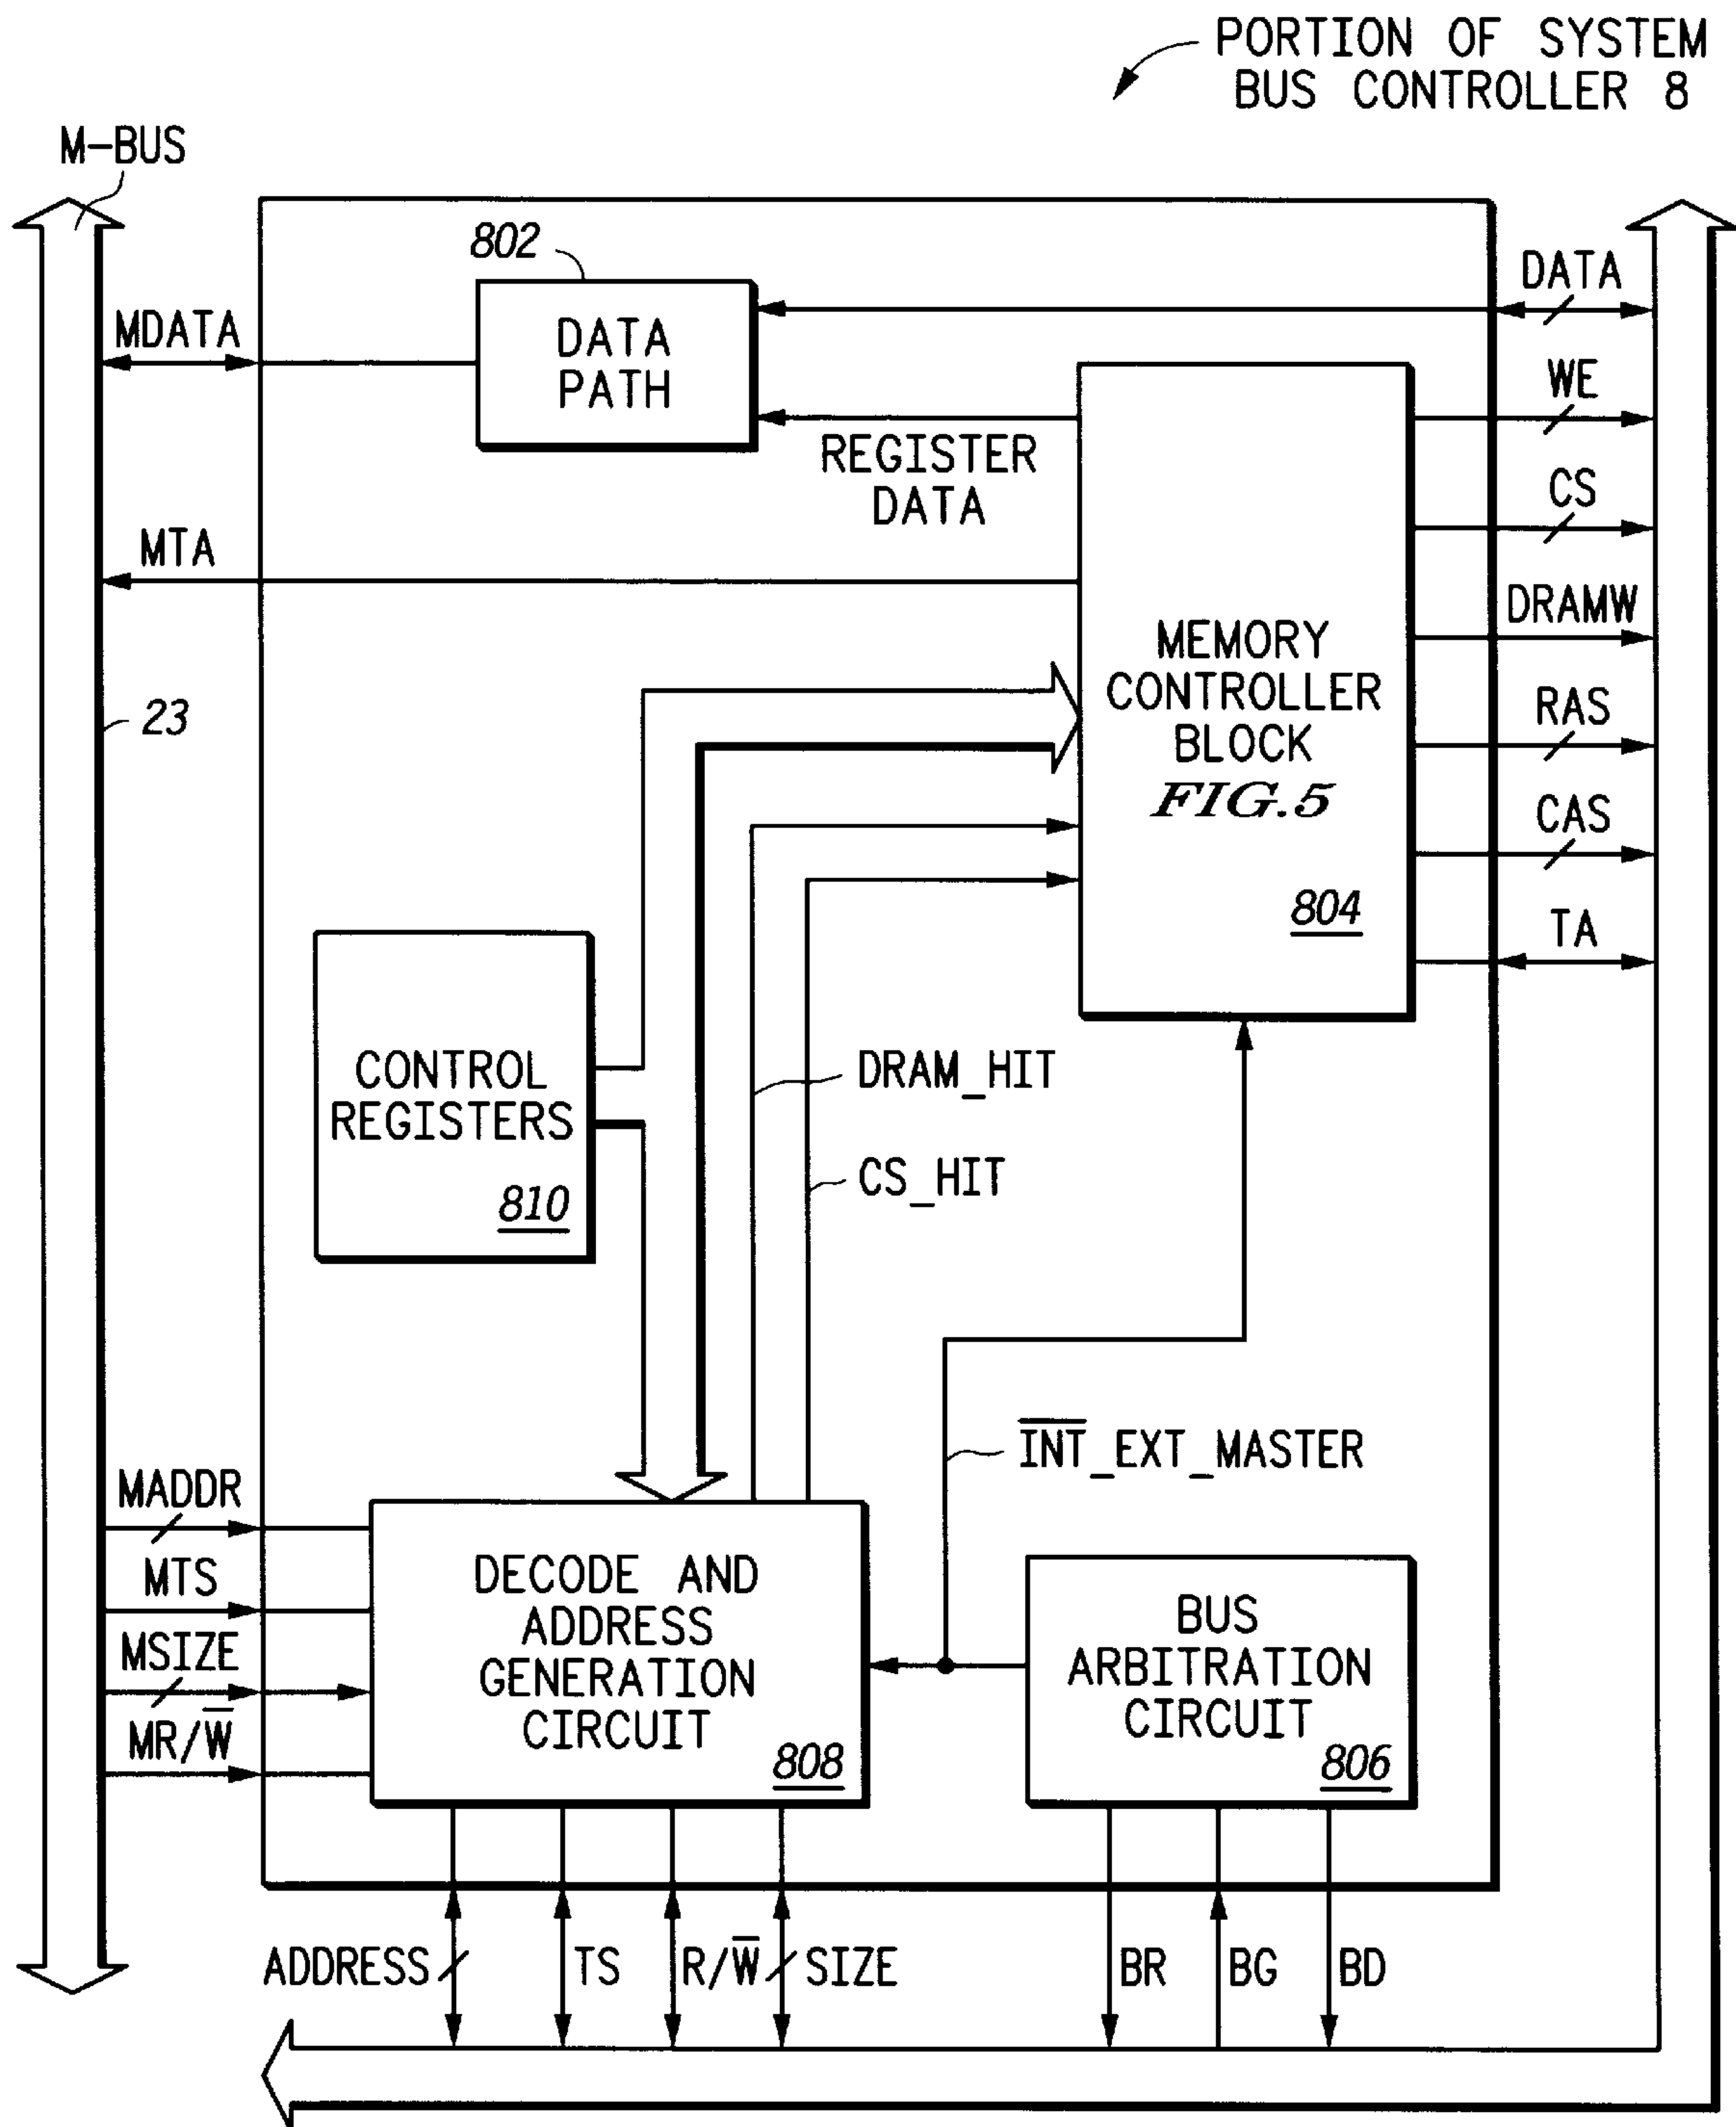 PORTION OF SYSTEM
BUS CONTROLLER 8
M-BUS
802
DATA
MDATA
DATA
PATH
WE
REGISTER
DATA
CS
MTA
DRAMW
MEMORY
CONTROLLER
BLOCK
FIG.5
804
23
RAS
CAS
TA
CONTROL
REGISTERS
810
DRAM_HIT
CS_HIT
I̅N̅T̅_EXT_MASTER
MADDR
MTS
MSIZE
MR/W̅
DECODE AND
ADDRESS
GENERATION
CIRCUIT
808
BUS
ARBITRATION
CIRCUIT
806
ADDRESS
TS
R/W̅
SIZE
BR
BG
BD